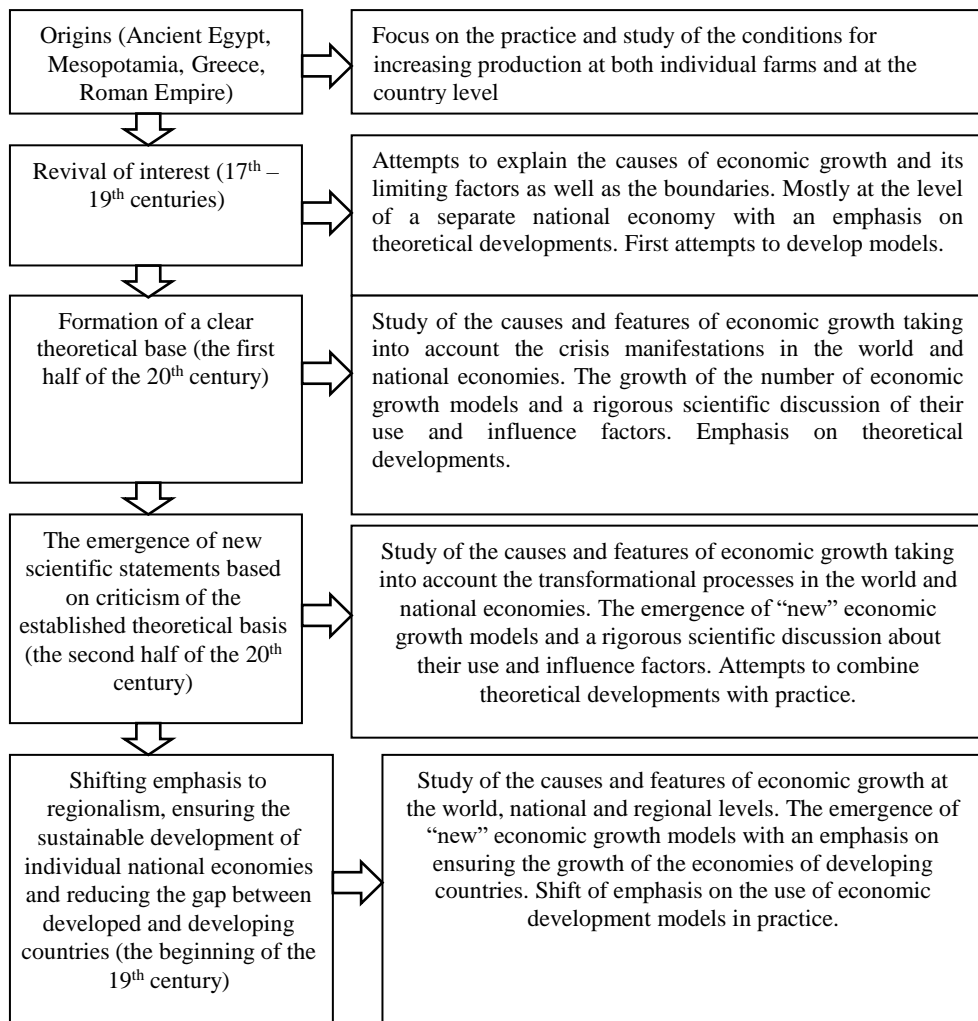 Origins (Ancient Egypt,
Mesopotamia, Greece,
Roman Empire)
Focus on the practice and study of the conditions for
increasing production at both individual farms and at the
country level
Revival of interest (17th –
19th centuries)
Attempts to explain the causes of economic growth and its
limiting factors as well as the boundaries. Mostly at the level
of a separate national economy with an emphasis on
theoretical developments. First attempts to develop models.
Formation of a clear
theoretical base (the first
half of the 20th century)
Study of the causes and features of economic growth taking
into account the crisis manifestations in the world and
national economies. The growth of the number of economic
growth models and a rigorous scientific discussion of their
use and influence factors. Emphasis on theoretical
developments.
The emergence of new
scientific statements based
on criticism of the
established theoretical basis
(the second half of the 20th
century)
Study of the causes and features of economic growth taking
into account the transformational processes in the world and
national economies. The emergence of “new” economic
growth models and a rigorous scientific discussion about
their use and influence factors. Attempts to combine
theoretical developments with practice.
Shifting emphasis to
regionalism, ensuring the
sustainable development of
individual national economies
and reducing the gap between
developed and developing
countries (the beginning of the
19th century)
Study of the causes and features of economic growth at
the world, national and regional levels. The emergence of
“new” economic growth models with an emphasis on
ensuring the growth of the economies of developing
countries. Shift of emphasis on the use of economic
development models in practice.